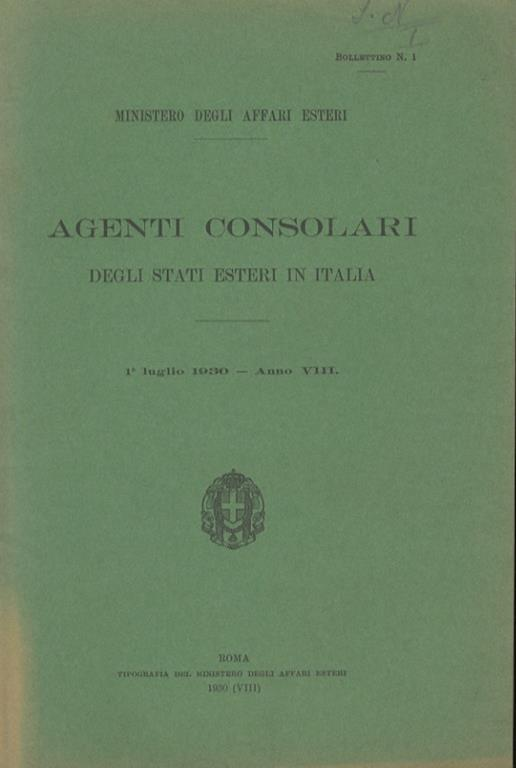 S. N.
1
BOLLETTINO N. 1
MINISTERO DEGLI AFFARI ESTERI
AGENTI CONSOLARI
DEGLI STATI ESTERI IN ITALIA
1° luglio 1930 — Anno VIII.
ROMA
TIPOGRAFIA DEL MINISTERO DEGLI AFFARI ESTERI
1930 (VIII)